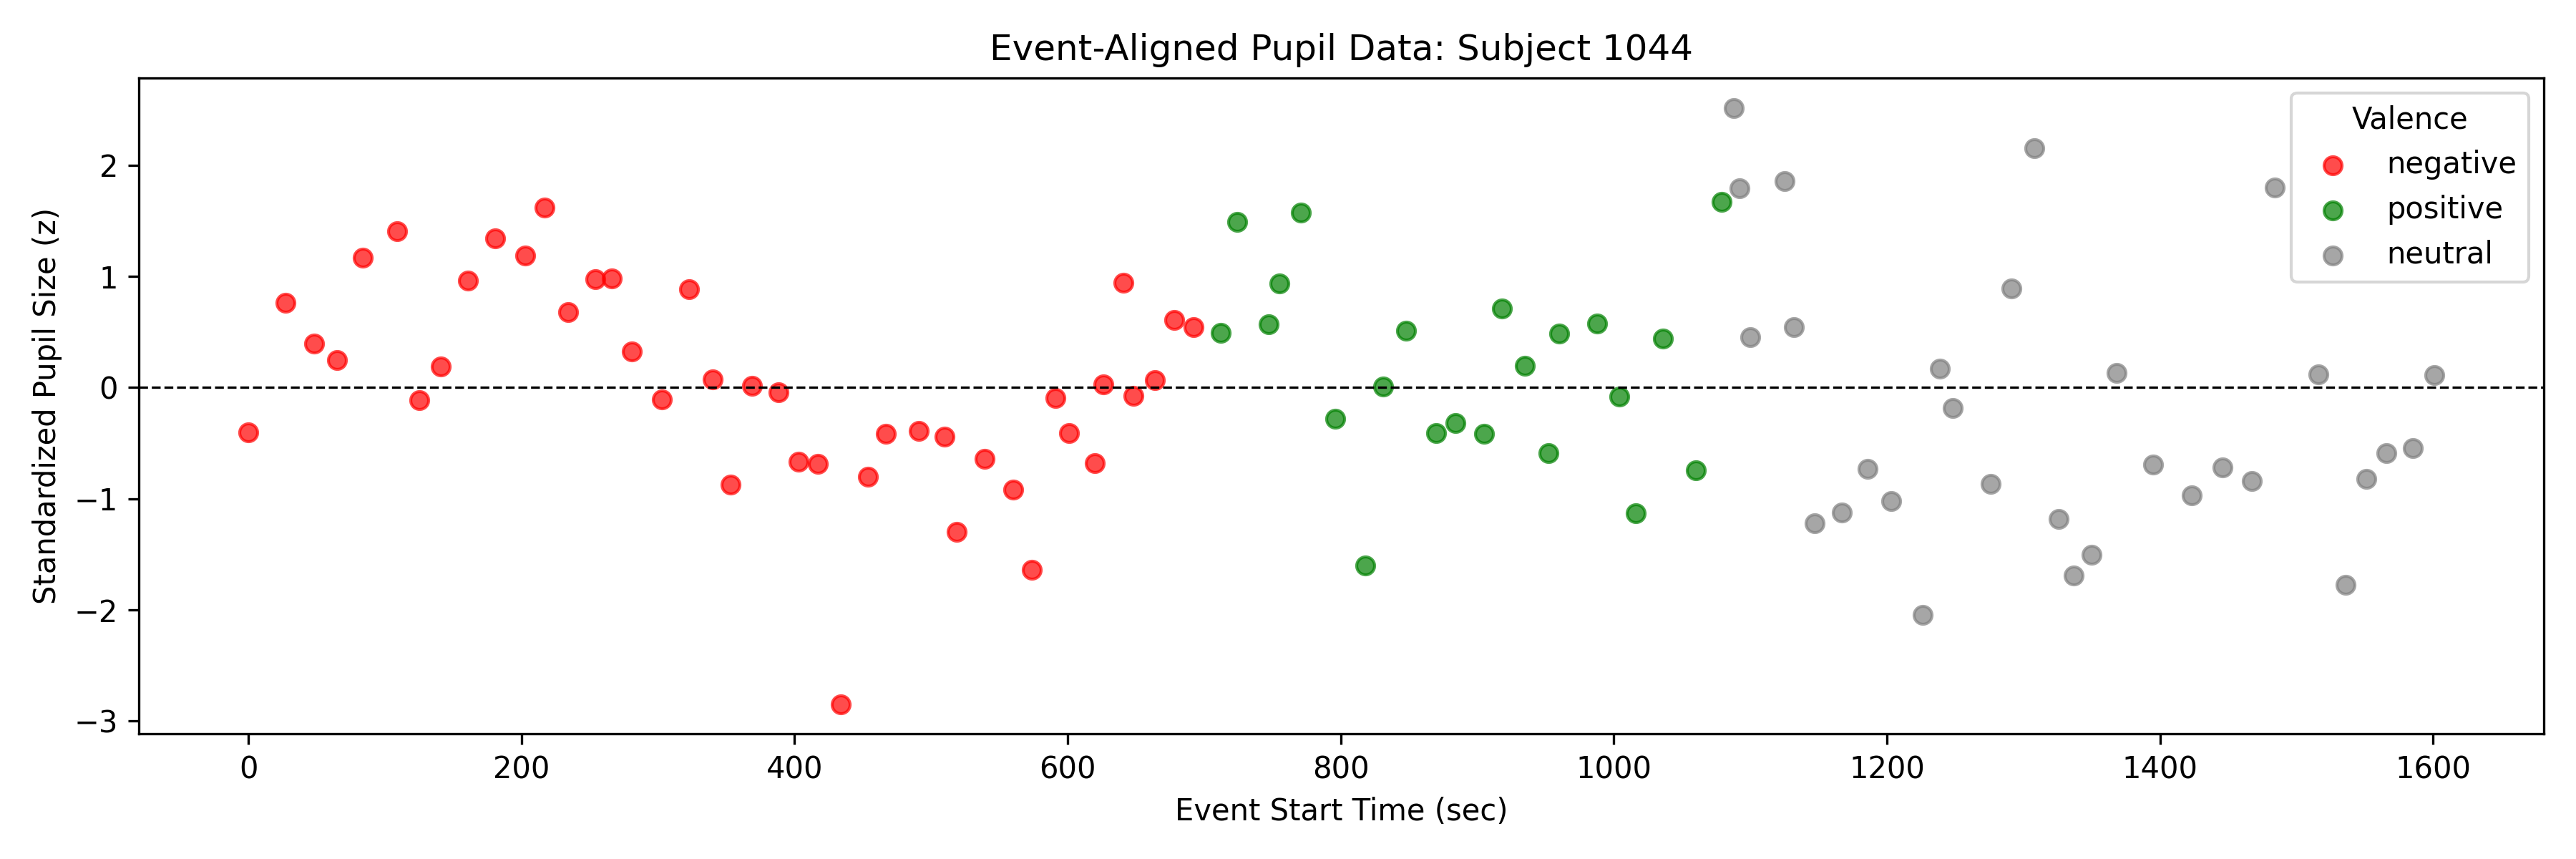 Event-Aligned Pupil Data: Subject 1044
Standardized Pupil Size (z)
2
1
0
−1
−2
−3
Valence
negative
positive
neutral
0 200 400 600 800 1000 1200 1400 1600
Event Start Time (sec)